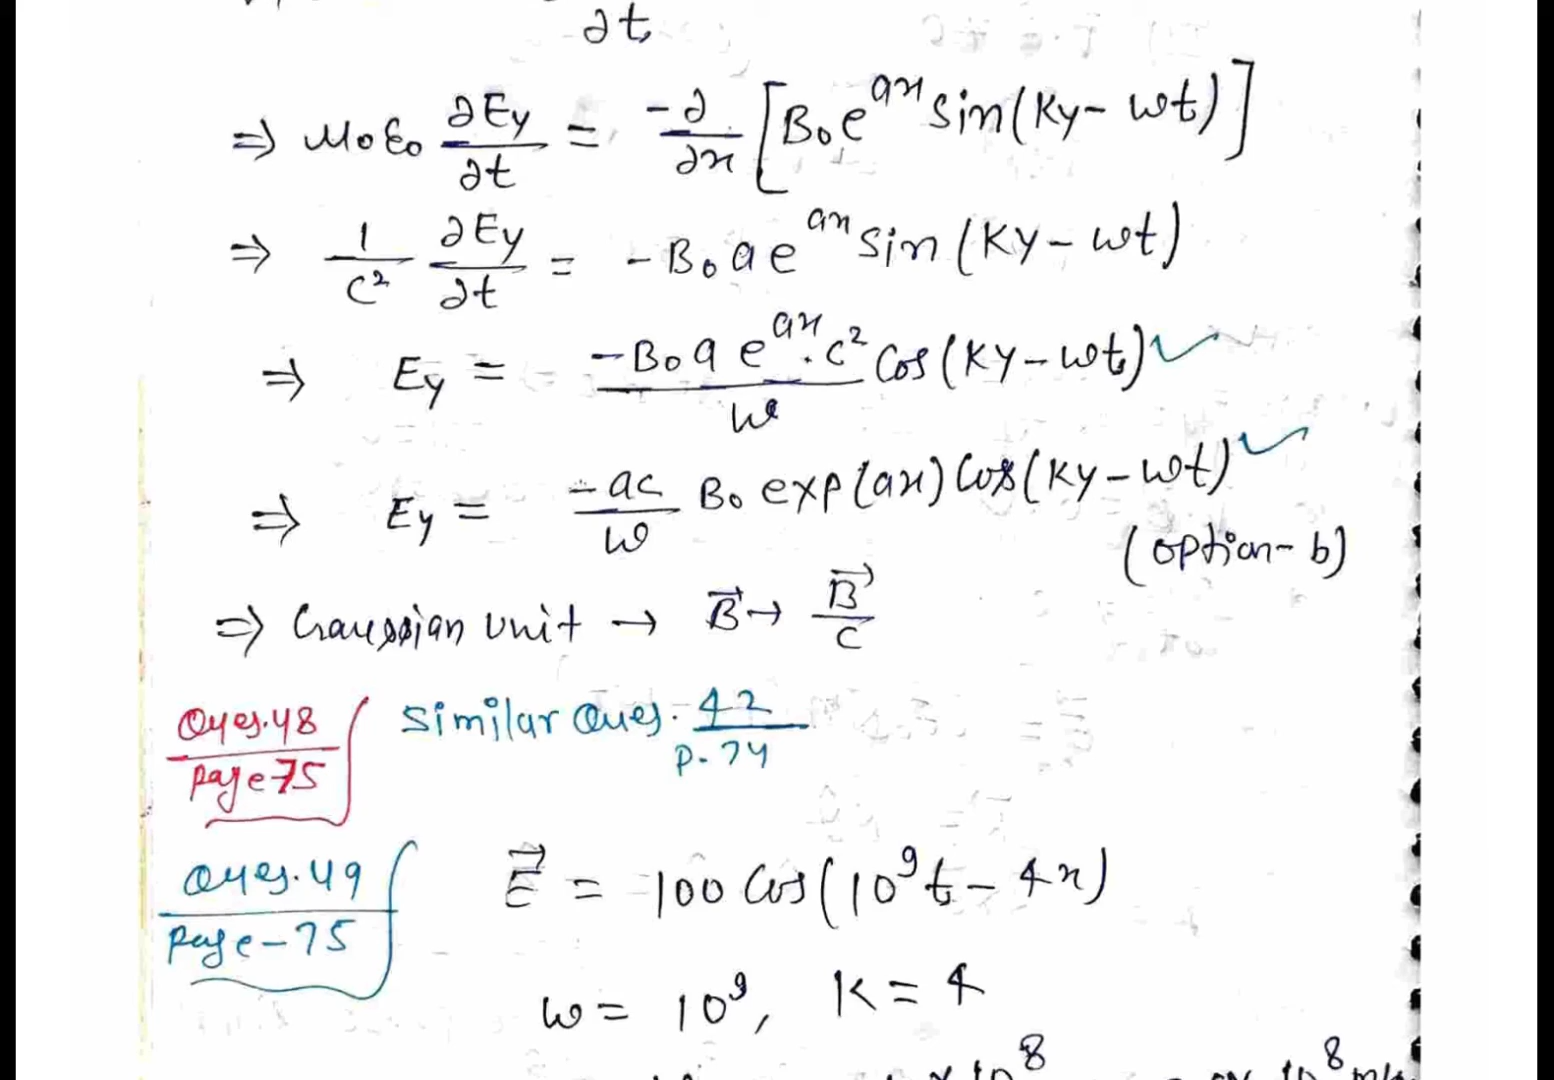 ∂t
⇒ μ₀ε₀ ∂Ey/∂t = -∂/∂x [B₀e^{ax} sin(Ky - ωt)]
⇒ 1/c² ∂Ey/∂t = -B₀ a e^{ax} sin(Ky - ωt)
⇒ Ey = -B₀ a e^{ax}.c²/ω Cos(Ky - ωt) ✓
⇒ Ey = -ac/ω B₀ exp(ax) Cos(Ky - ωt) ✓
(option-b)
⇒ Gaussian unit → B⃗ → B⃗/c
Ques.48
Page 75
Similar Ques. 42
P-74
Ques.49
Page-75
E⃗ = 100 Cos(10⁹t - 4x)
ω = 10⁹, K = 4